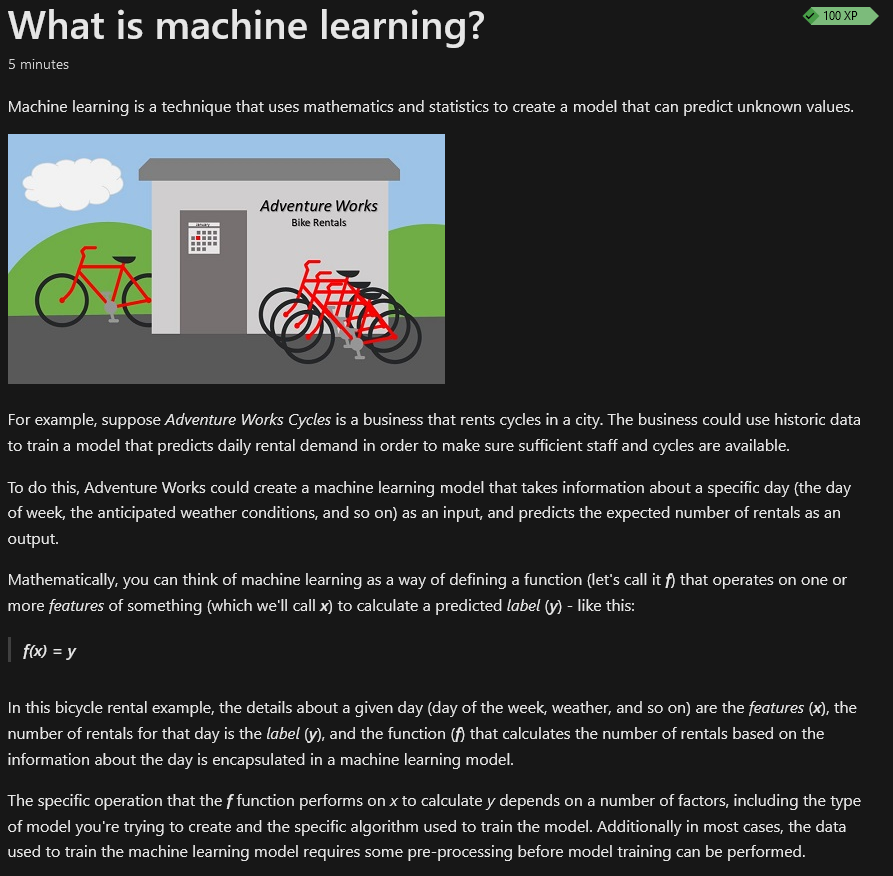 What is machine learning?
100 XP
5 minutes
Machine learning is a technique that uses mathematics and statistics to create a model that can predict unknown values.
Adventure Works
Bike Rentals
January
For example, suppose Adventure Works Cycles is a business that rents cycles in a city. The business could use historic data
to train a model that predicts daily rental demand in order to make sure sufficient staff and cycles are available.
To do this, Adventure Works could create a machine learning model that takes information about a specific day (the day
of week, the anticipated weather conditions, and so on) as an input, and predicts the expected number of rentals as an
output.
Mathematically, you can think of machine learning as a way of defining a function (let's call it f) that operates on one or
more features of something (which we'll call x) to calculate a predicted label (y) - like this:
f(x) = y
In this bicycle rental example, the details about a given day (day of the week, weather, and so on) are the features (x), the
number of rentals for that day is the label (y), and the function (f) that calculates the number of rentals based on the
information about the day is encapsulated in a machine learning model.
The specific operation that the f function performs on x to calculate y depends on a number of factors, including the type
of model you're trying to create and the specific algorithm used to train the model. Additionally in most cases, the data
used to train the machine learning model requires some pre-processing before model training can be performed.